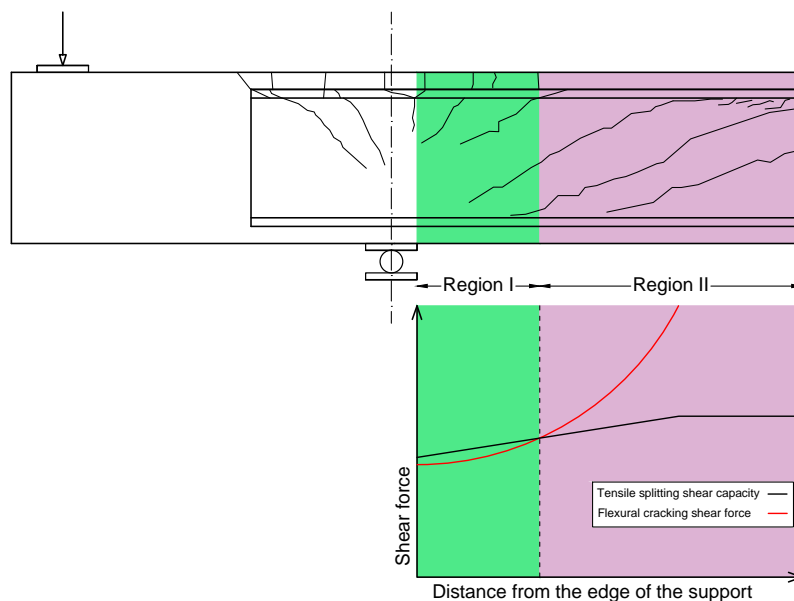 Region I
Region II
Shear force
Tensile splitting shear capacity
Flexural cracking shear force
Distance from the edge of the support